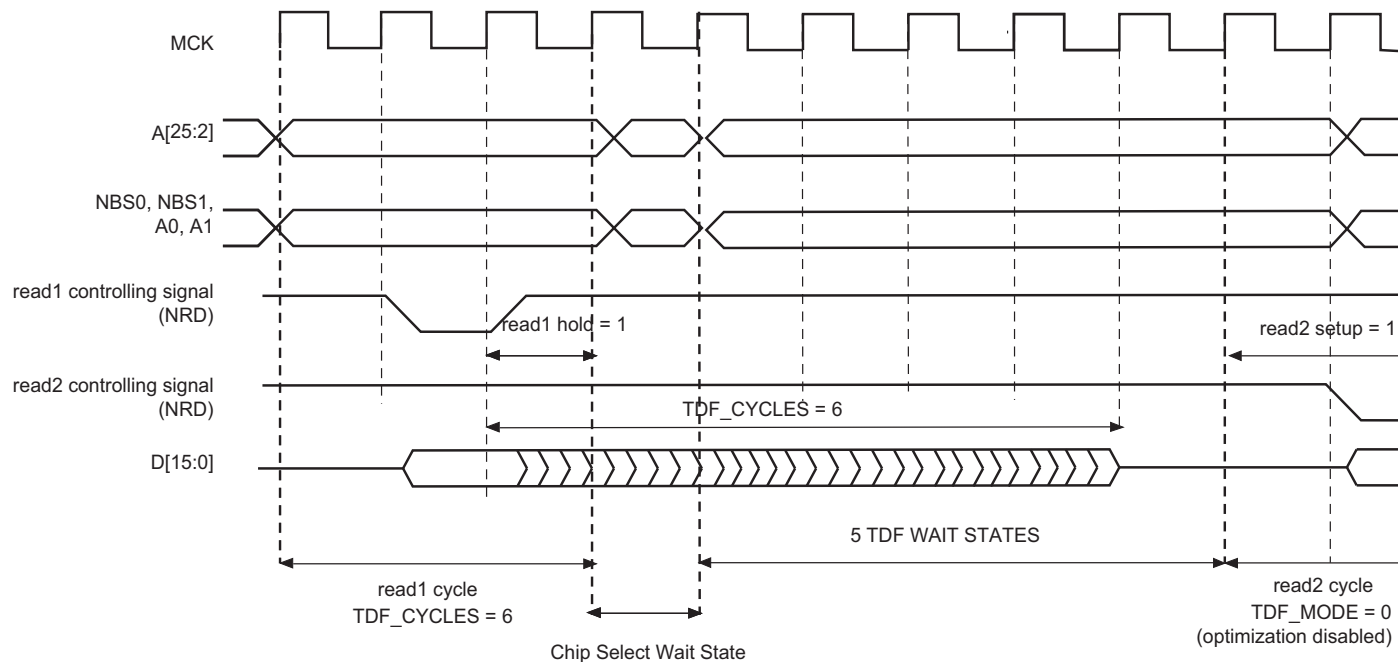 MCK
A[25:2]
NBS0, NBS1,
A0, A1
read1 controlling signal
(NRD)
read1 hold = 1
read2 setup = 1
read2 controlling signal
(NRD)
TDF_CYCLES = 6
D[15:0]
5 TDF WAIT STATES
read1 cycle
TDF_CYCLES = 6
read2 cycle
TDF_MODE = 0
(optimization disabled)
Chip Select Wait State